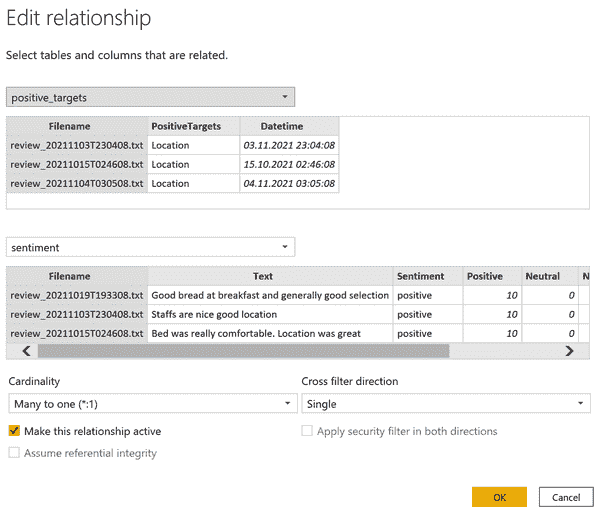 Edit relationship
Select tables and columns that are related.
positive_targets
Filename PositiveTargets Datetime
review_20211103T230408.txt Location 03.11.2021 23:04:08
review_20211015T024608.txt Location 15.10.2021 02:46:08
review_20211104T030508.txt Location 04.11.2021 03:05:08
sentiment
Filename Text Sentiment Positive Neutral N
review_20211019T193308.txt Good bread at breakfast and generally good selection positive 10 0
review_20211103T230408.txt Staffs are nice good location positive 10 0
review_20211015T024608.txt Bed was really comfortable. Location was great positive 10 0
Cardinality Cross filter direction
Many to one (*:1) Single
Make this relationship active Apply security filter in both directions
Assume referential integrity
OK Cancel